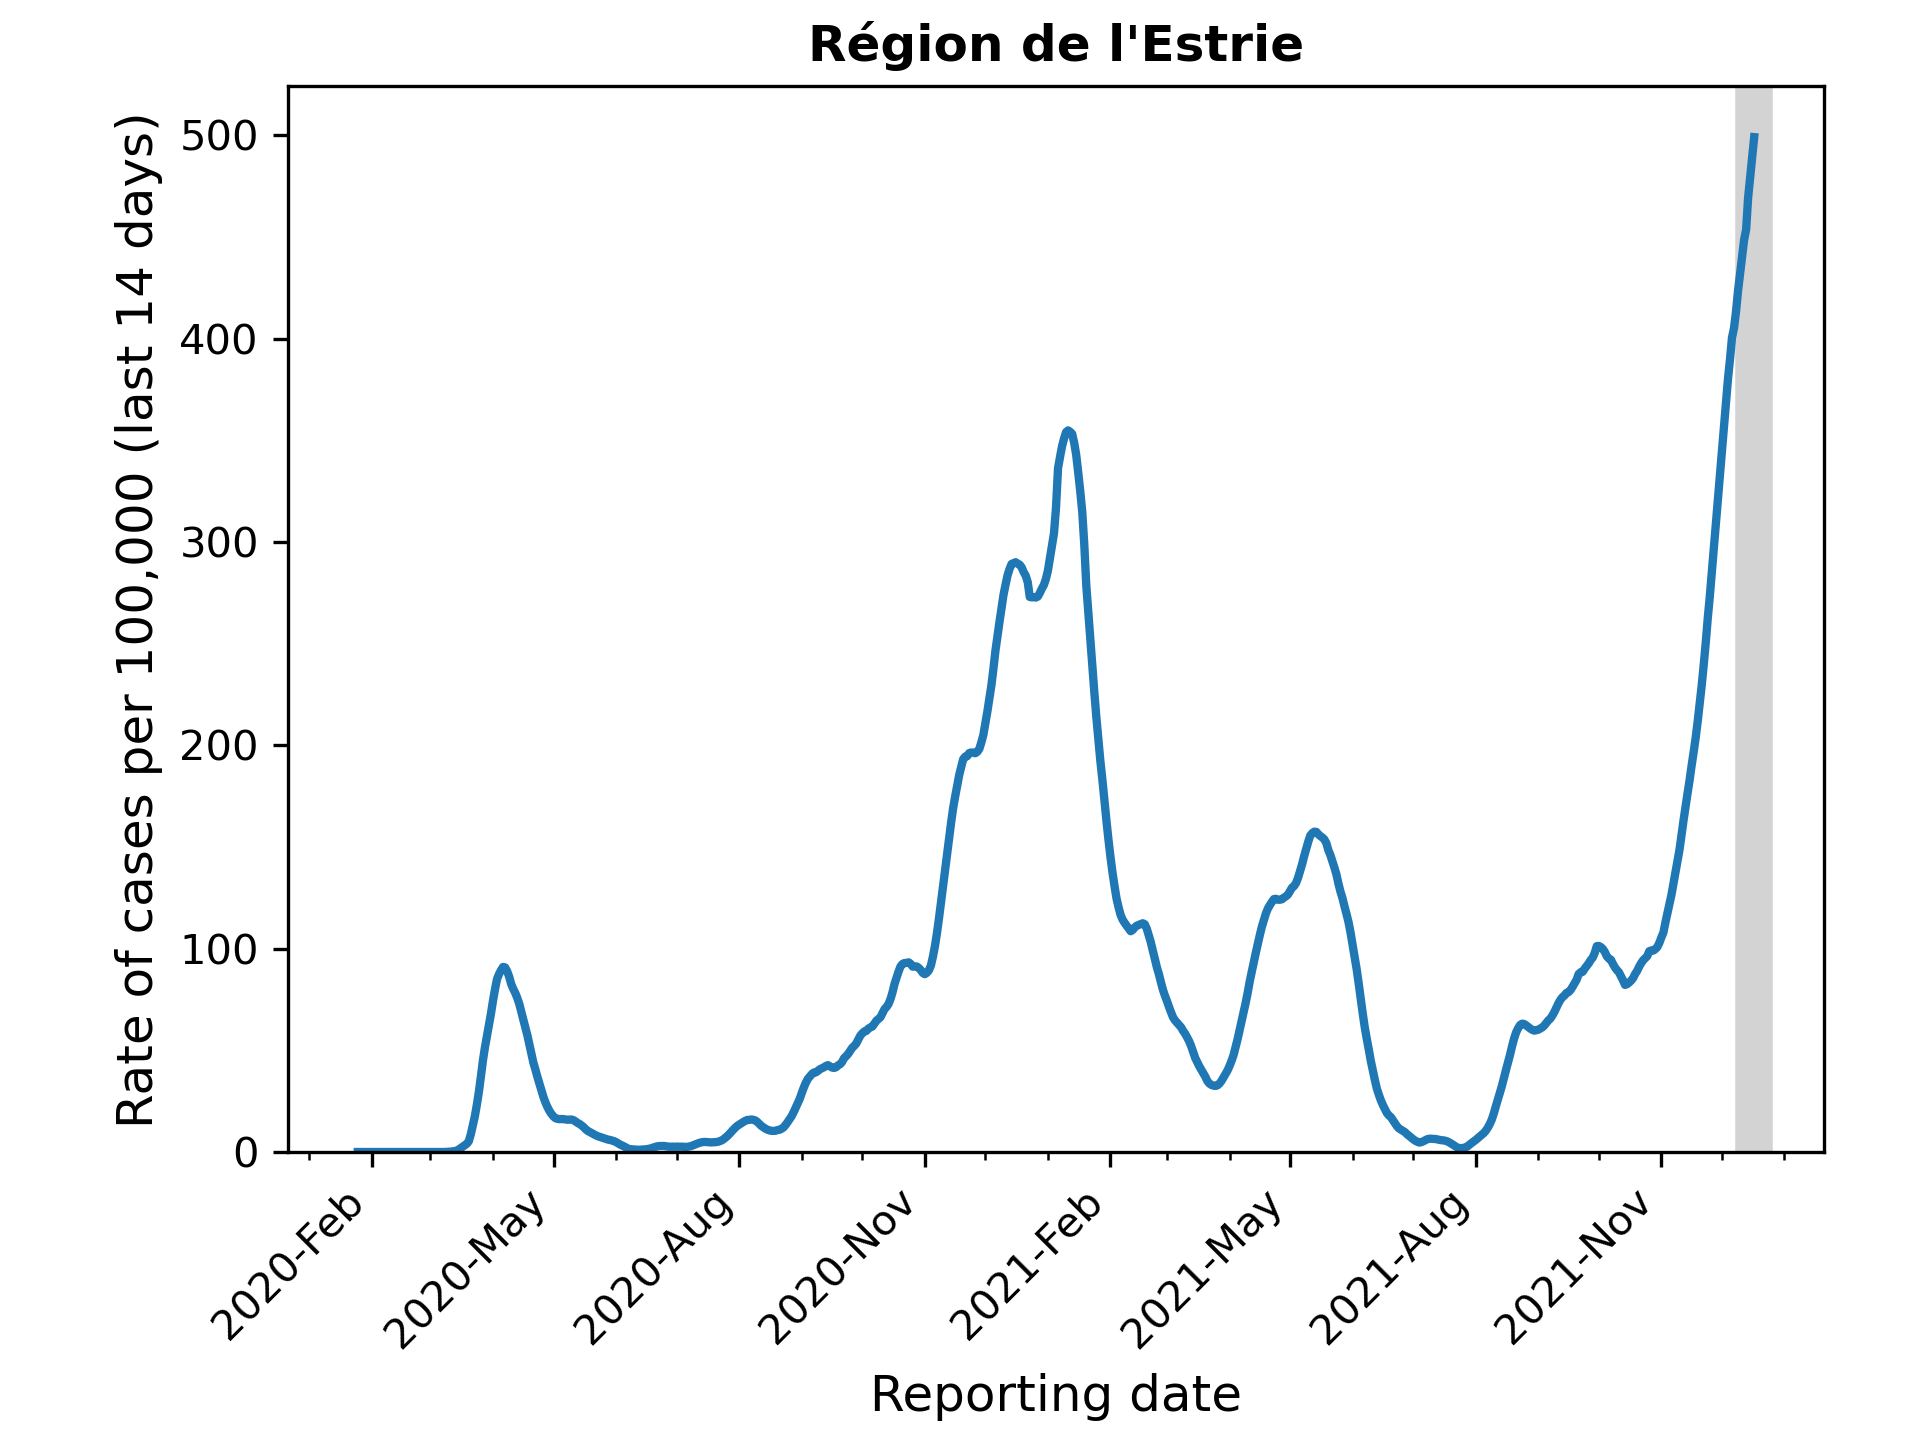 Région de l'Estrie
Rate of cases per 100,000 (last 14 days)
500
400
300
200
100
0
2020-Feb
2020-May
2020-Aug
2020-Nov
2021-Feb
2021-May
2021-Aug
2021-Nov
Reporting date